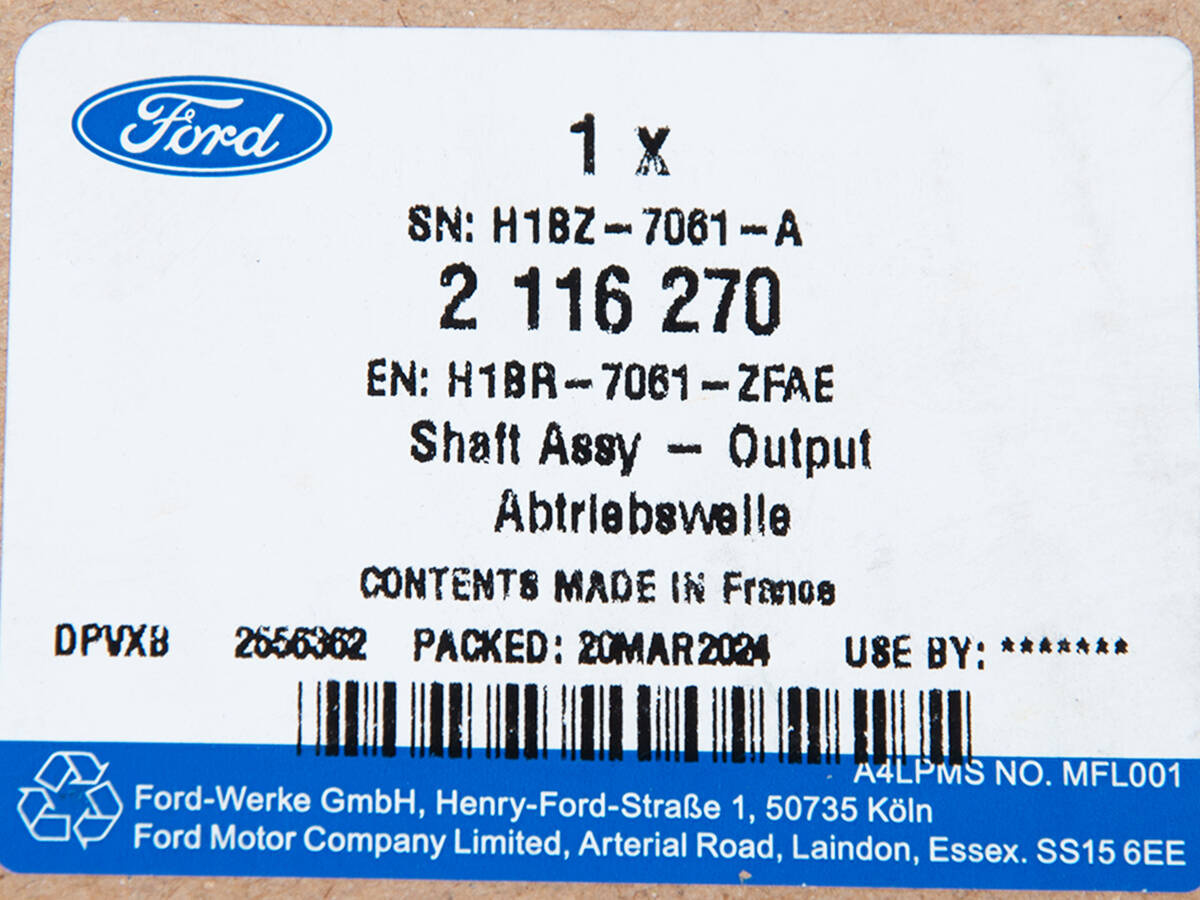 Ford
1 x
SN: H1BZ-7061-A
2 116 270
EN: H1BR-7061-ZFAE
Shaft Assy - Output
Abtriebswelle
CONTENTS MADE IN France
DPVXB 2656362 PACKED: 20MAR2024 USE BY: *******
A4LPMS NO. MFL001
Ford-Werke GmbH, Henry-Ford-Straße 1, 50735 Köln
Ford Motor Company Limited, Arterial Road, Laindon, Essex. SS15 6EE